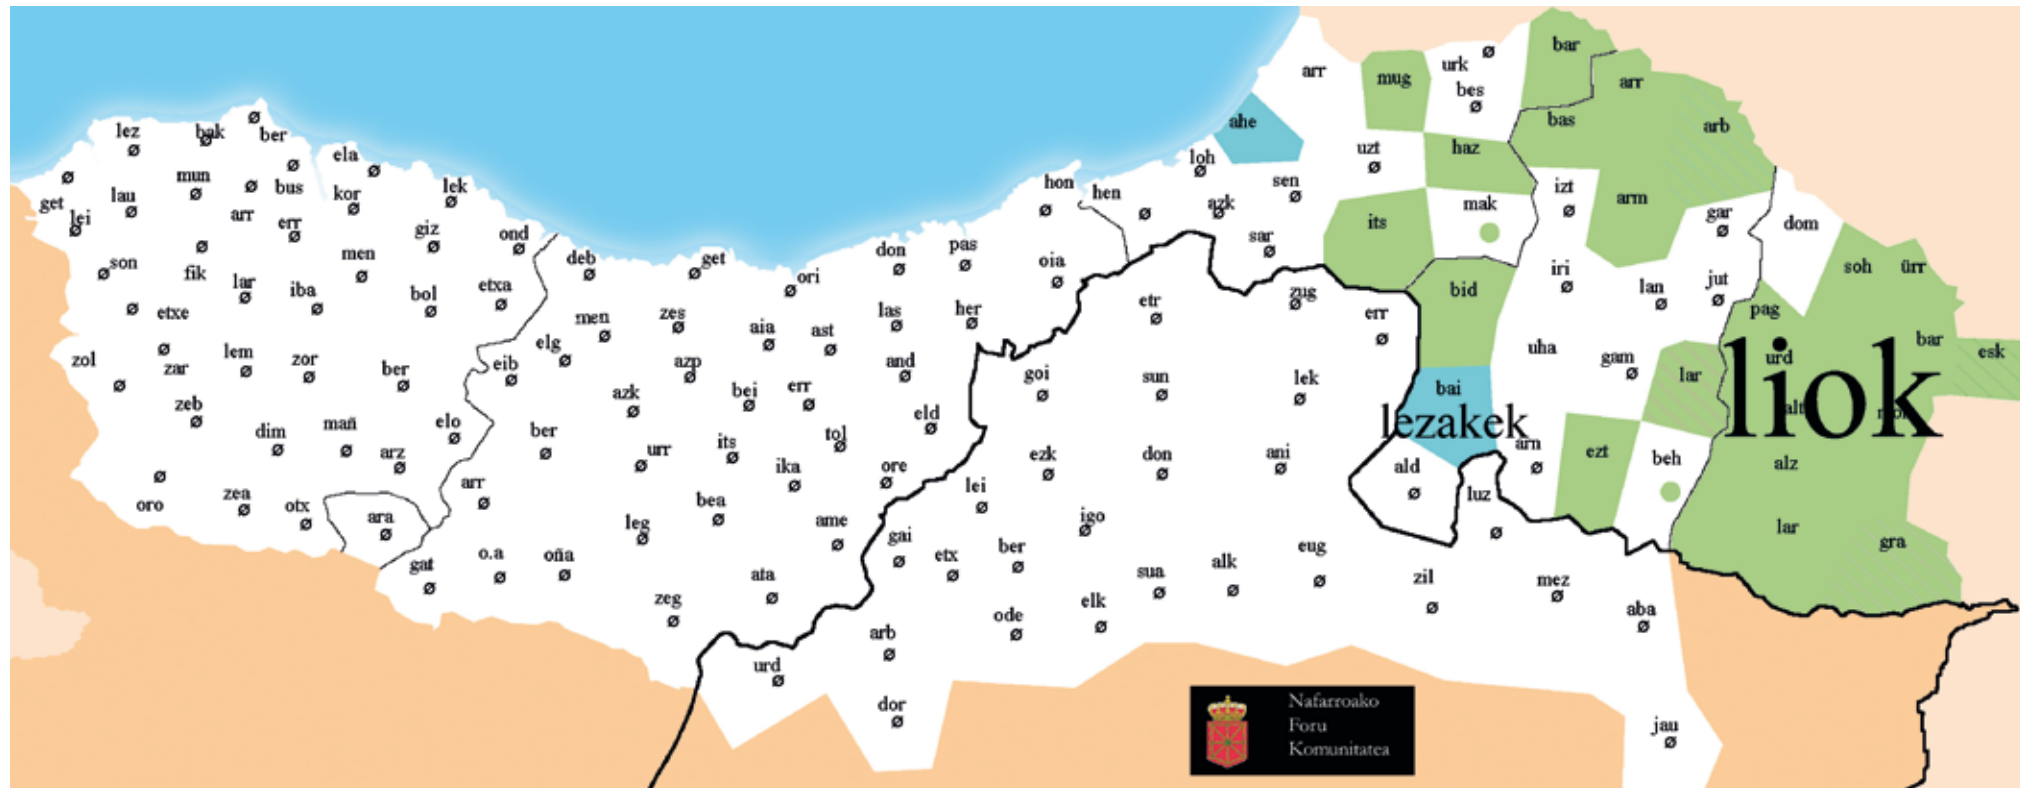 bar
arr
urk
mug
arr
bes
ahe
bas
arb
lez
bak
ber
ela
haz
uzt
loh
mun
bus
lek
hon
hen
sen
izt
lau
kor
azk
mak
arm
get
lei
arr
err
giz
ond
its
gar
dom
sar
son
fik
men
don
pas
deb
get
ori
oia
iri
soh
ürr
lar
iba
bol
etxa
zug
bid
lan
jut
etxe
men
zes
aia
ast
las
her
etr
err
pag
zol
zar
lem
zor
ber
elg
eib
azp
and
goi
sun
lek
uha
gam
urd
bar
esk
lar
liok
zeb
azk
bei
err
eld
bai
alt
dim
mañ
elo
ber
urr
its
tol
lezakek
arn
arz
ika
ore
ezk
don
ani
ald
ezt
beh
alz
oro
zea
otx
ara
arr
leg
bea
ame
lei
igo
luz
lar
gra
gat
o.a
oña
ata
gai
etx
ber
sua
alk
eug
zil
mez
zeg
ode
elk
aba
arb
urd
dor
jau
Nafarroako
Foru
Komunitatea